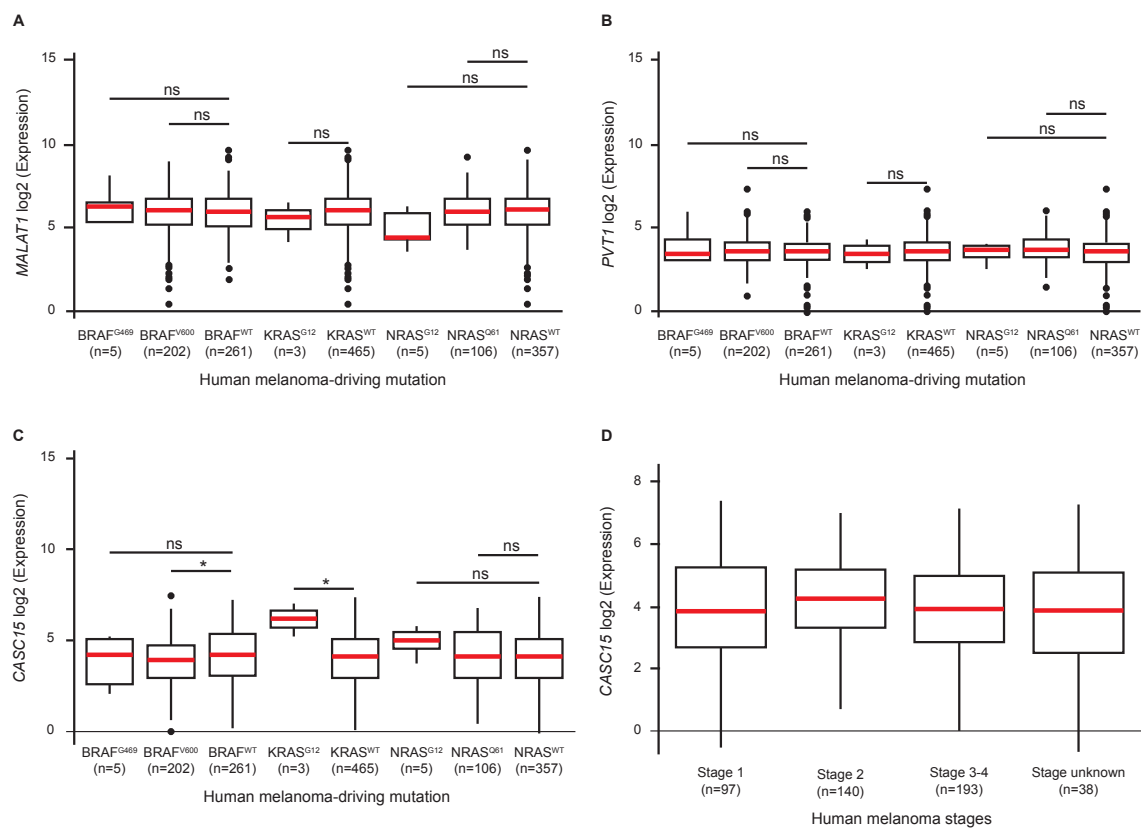 A
MALAT1 log2 (Expression)
15
10
5
0
ns
ns
ns
ns
ns
BRAFG469 BRAFV600 BRAFWT KRASG12 KRASWT NRASG12 NRASQ61 NRASWT
(n=5) (n=202) (n=261) (n=3) (n=465) (n=5) (n=106) (n=357)
Human melanoma-driving mutation
B
PVT1 log2 (Expression)
15
10
5
0
ns
ns
ns
ns
ns
BRAFG469 BRAFV600 BRAFWT KRASG12 KRASWT NRASG12 NRASQ61 NRASWT
(n=5) (n=202) (n=261) (n=3) (n=465) (n=5) (n=106) (n=357)
Human melanoma-driving mutation
C
CASC15 log2 (Expression)
15
10
5
0
ns
*
*
ns
ns
BRAFG469 BRAFV600 BRAFWT KRASG12 KRASWT NRASG12 NRASQ61 NRASWT
(n=5) (n=202) (n=261) (n=3) (n=465) (n=5) (n=106) (n=357)
Human melanoma-driving mutation
D
CASC15 log2 (Expression)
8
6
4
2
0
Stage 1 Stage 2 Stage 3-4 Stage unknown
(n=97) (n=140) (n=193) (n=38)
Human melanoma stages